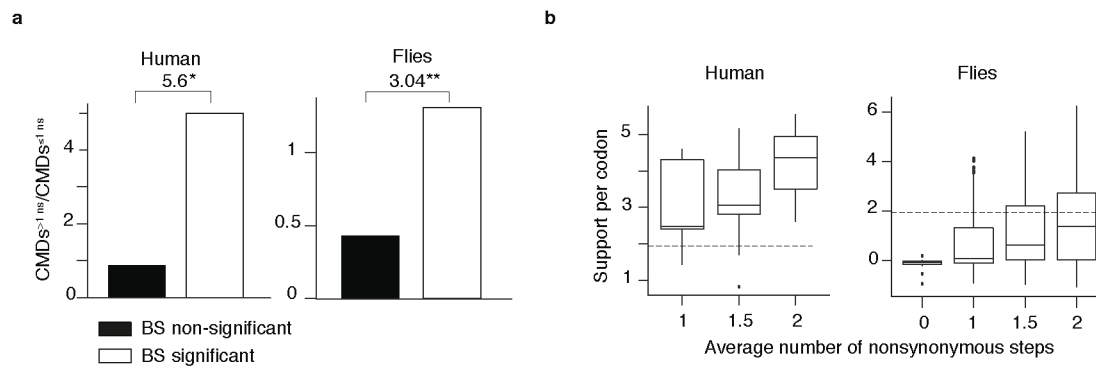 a
Human
5.6*
Flies
3.04**
CMDs>1 ns/CMDs≤1 ns
4
2
0
1
0.5
0
BS non-significant
BS significant
b
Human
Flies
Support per codon
5
3
1
6
4
2
0
1 1.5 2
0 1 1.5 2
Average number of nonsynonymous steps